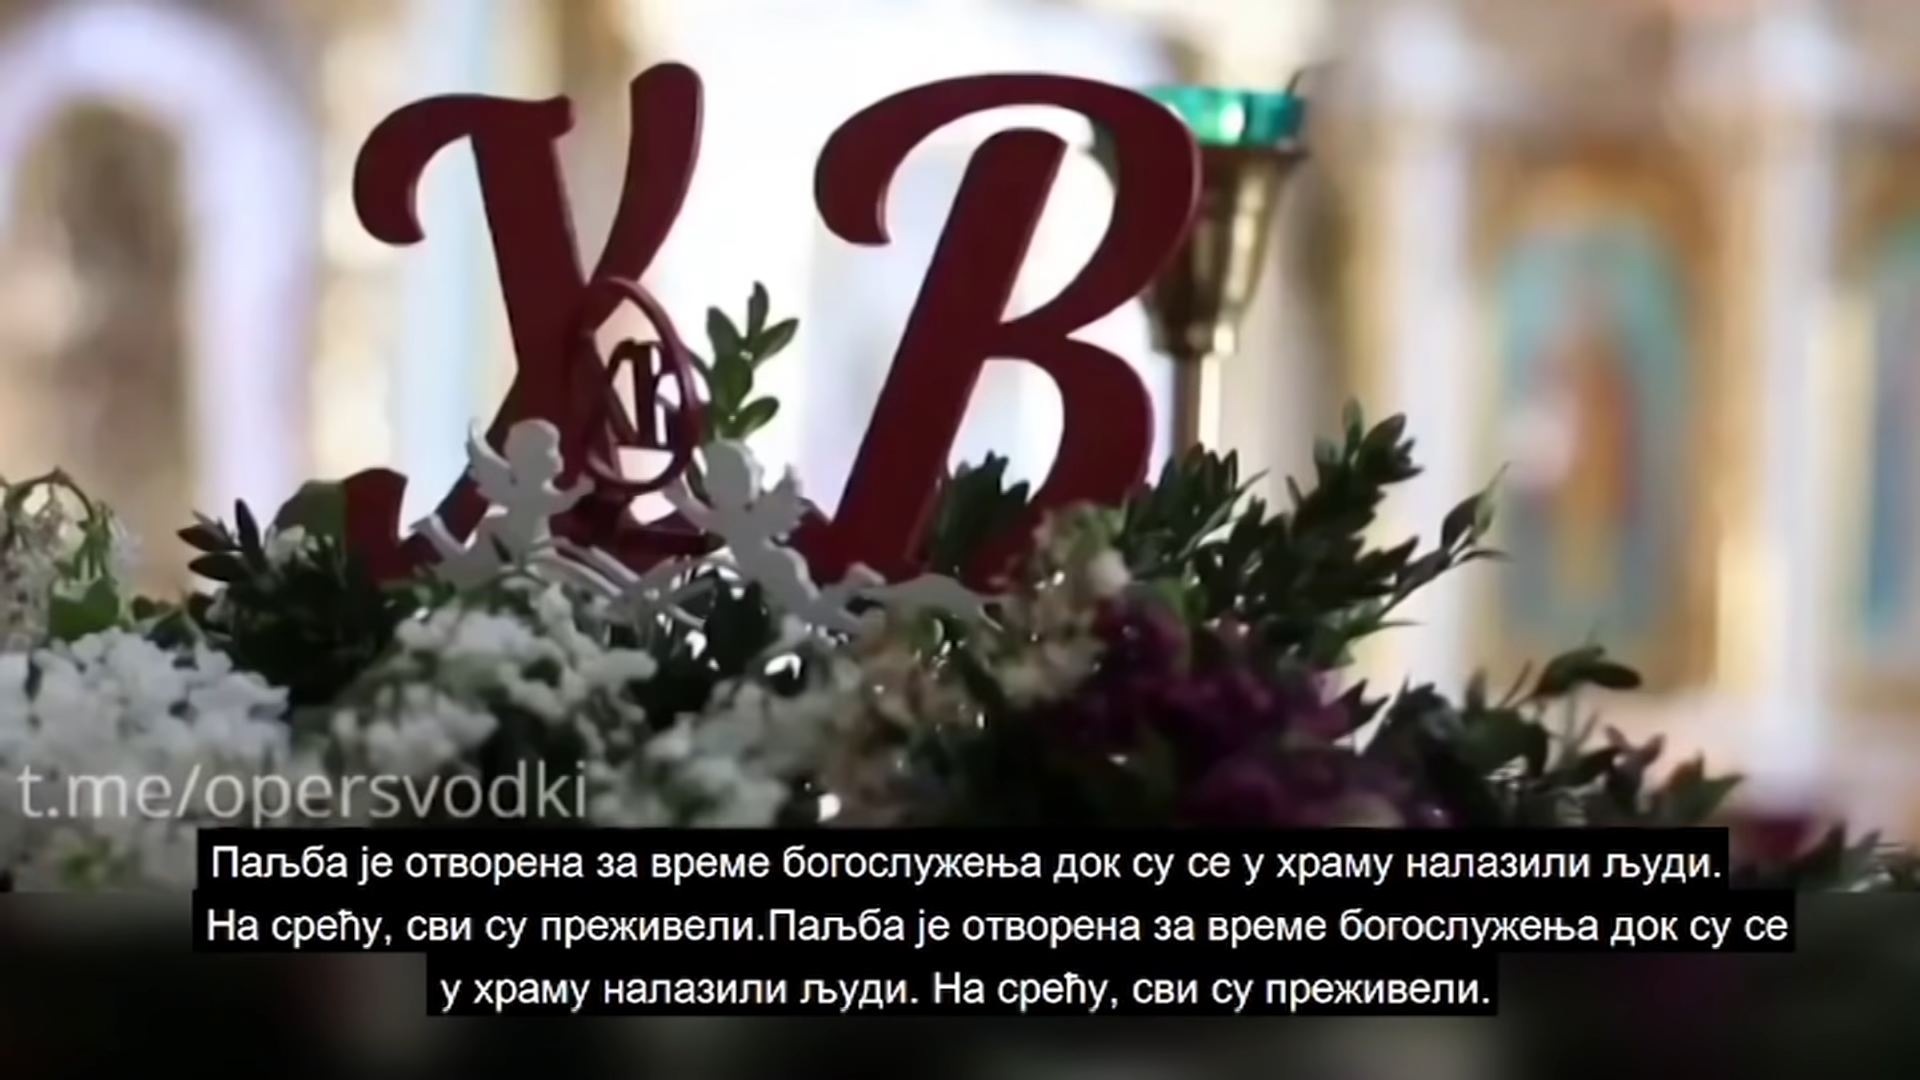 Х В
ХВ
t.me/opersvodki
Паљба је отворена за време богослужења док су се у храму налазили људи.
На срећу, сви су преживели.Паљба је отворена за време богослужења док су се
у храму налазили људи. На срећу, сви су преживели.